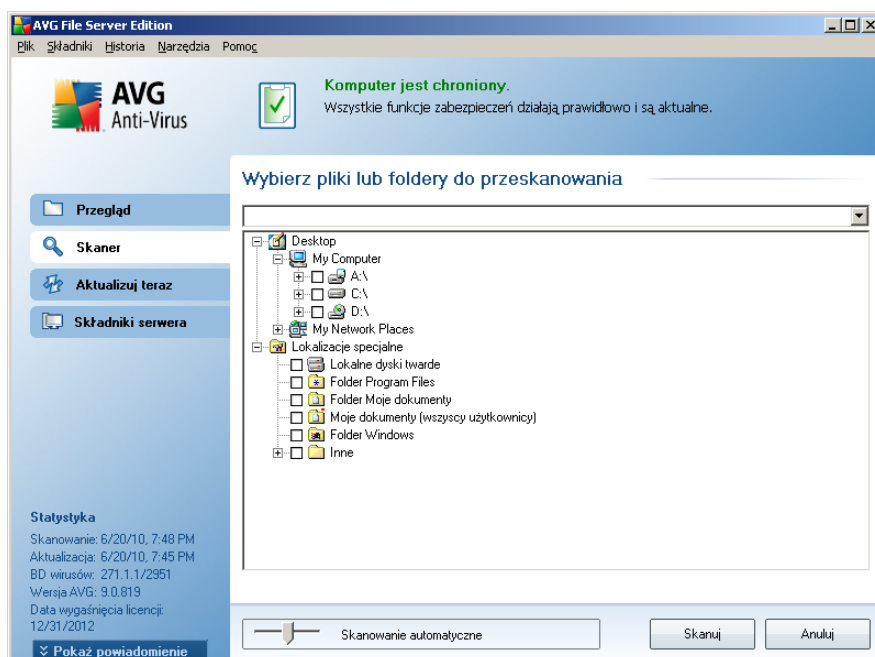 AVG File Server Edition
Plik Składniki Historia Narzędzia Pomoc
AVG
Anti-Virus
Komputer jest chroniony.
Wszystkie funkcje zabezpieczeń działają prawidłowo i są aktualne.
Wybierz pliki lub foldery do przeskanowania
Przegląd
Skaner
Aktualizuj teraz
Składniki serwera
Desktop
My Computer
A:\
C:\
D:\
My Network Places
Lokalizacje specjalne
Lokalne dyski twarde
Folder Program Files
Folder Moje dokumenty
Moje dokumenty (wszyscy użytkownicy)
Folder Windows
Inne
Statystyka
Skanowanie: 6/20/10, 7:48 PM
Aktualizacja: 6/20/10, 7:45 PM
BD wirusów: 271.1.1/2951
Wersja AVG: 9.0.819
Data wygaśnięcia licencji:
12/31/2012
Pokaż powiadomienie
Skanowanie automatyczne
Skanuj
Anuluj